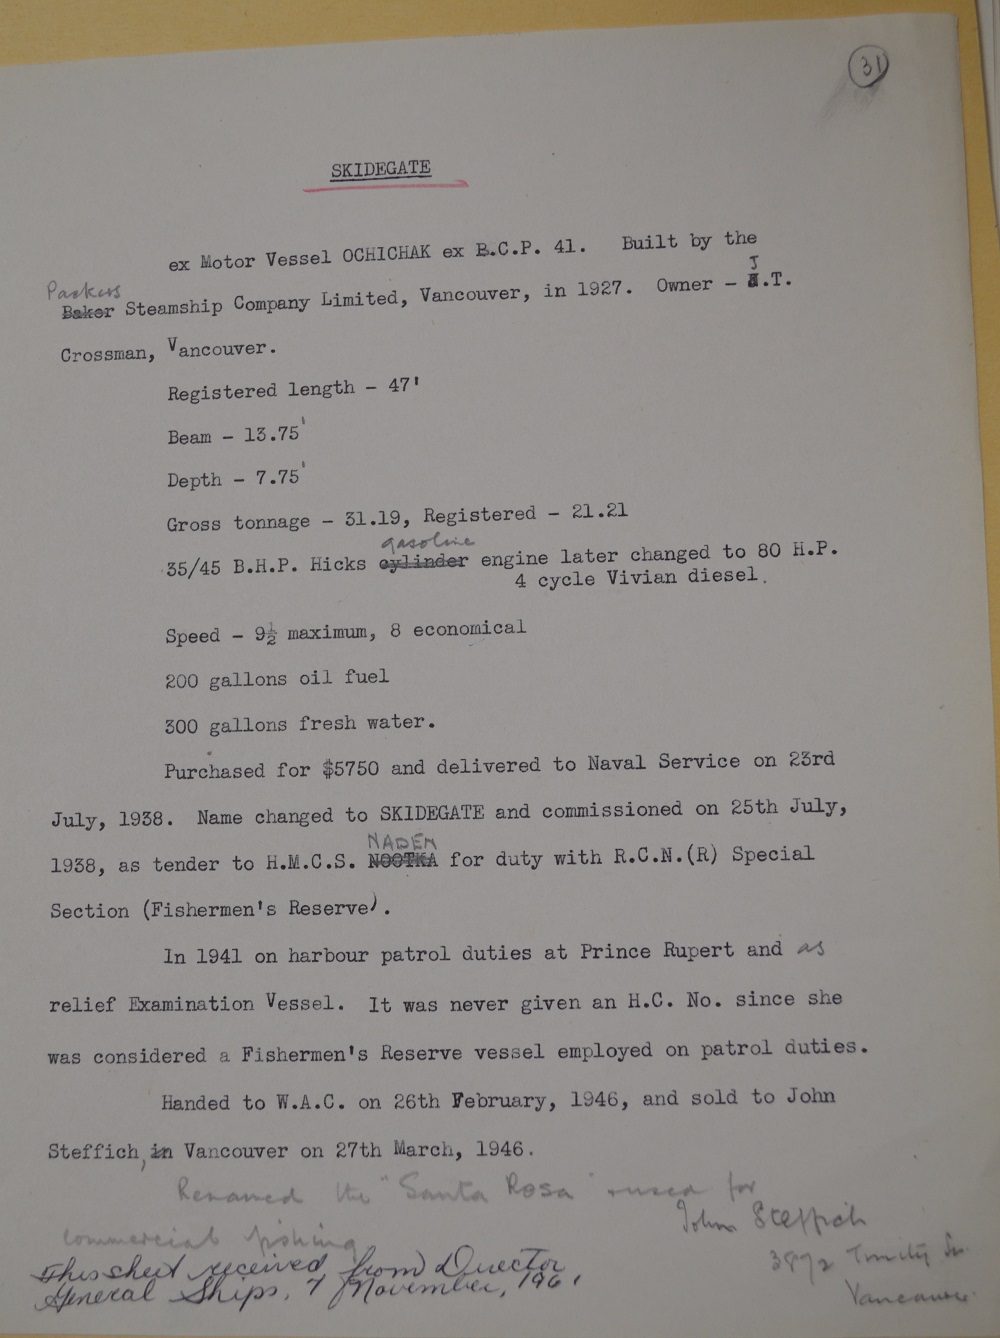 31
SKIDEGATE
ex Motor Vessel OCHICHAK ex B.C.P. 41. Built by the
Packers J
Baker Steamship Company Limited, Vancouver, in 1927. Owner - .T.
Crossman, Vancouver.
Registered length - 47'
Beam - 13.75'
Depth - 7.75'
Gross tonnage - 31.19, Registered - 21.21
gasoline
35/45 B.H.P. Hicks cylinder engine later changed to 80 H.P.
4 cycle Vivian diesel.
Speed - 9½ maximum, 8 economical
200 gallons oil fuel
300 gallons fresh water.
Purchased for $5750 and delivered to Naval Service on 23rd
July, 1938. Name changed to SKIDEGATE and commissioned on 25th July,
NADEN
1938, as tender to H.M.C.S. NOOTKA for duty with R.C.N.(R) Special
Section (Fishermen's Reserve).
In 1941 on harbour patrol duties at Prince Rupert and as
relief Examination Vessel. It was never given an H.C. No. since she
was considered a Fishermen's Reserve vessel employed on patrol duties.
Handed to W.A.C. on 26th February, 1946, and sold to John
Steffich, in Vancouver on 27th March, 1946.
Renamed the "Santa Rosa" used for
commercial fishing
John Steffich
3872 Trinity St.
Vancouver
This sheet received from Director
General Ships, 7 November, 1961